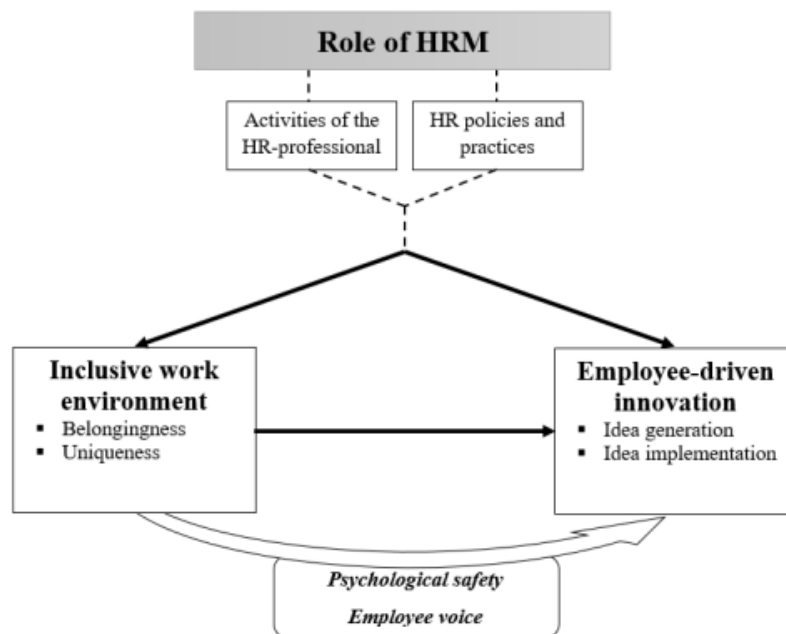 Role of HRM
Activities of the
HR-professional
HR policies and
practices
Inclusive work
environment
▪ Belongingness
▪ Uniqueness
Employee-driven
innovation
▪ Idea generation
▪ Idea implementation
Psychological safety
Employee voice